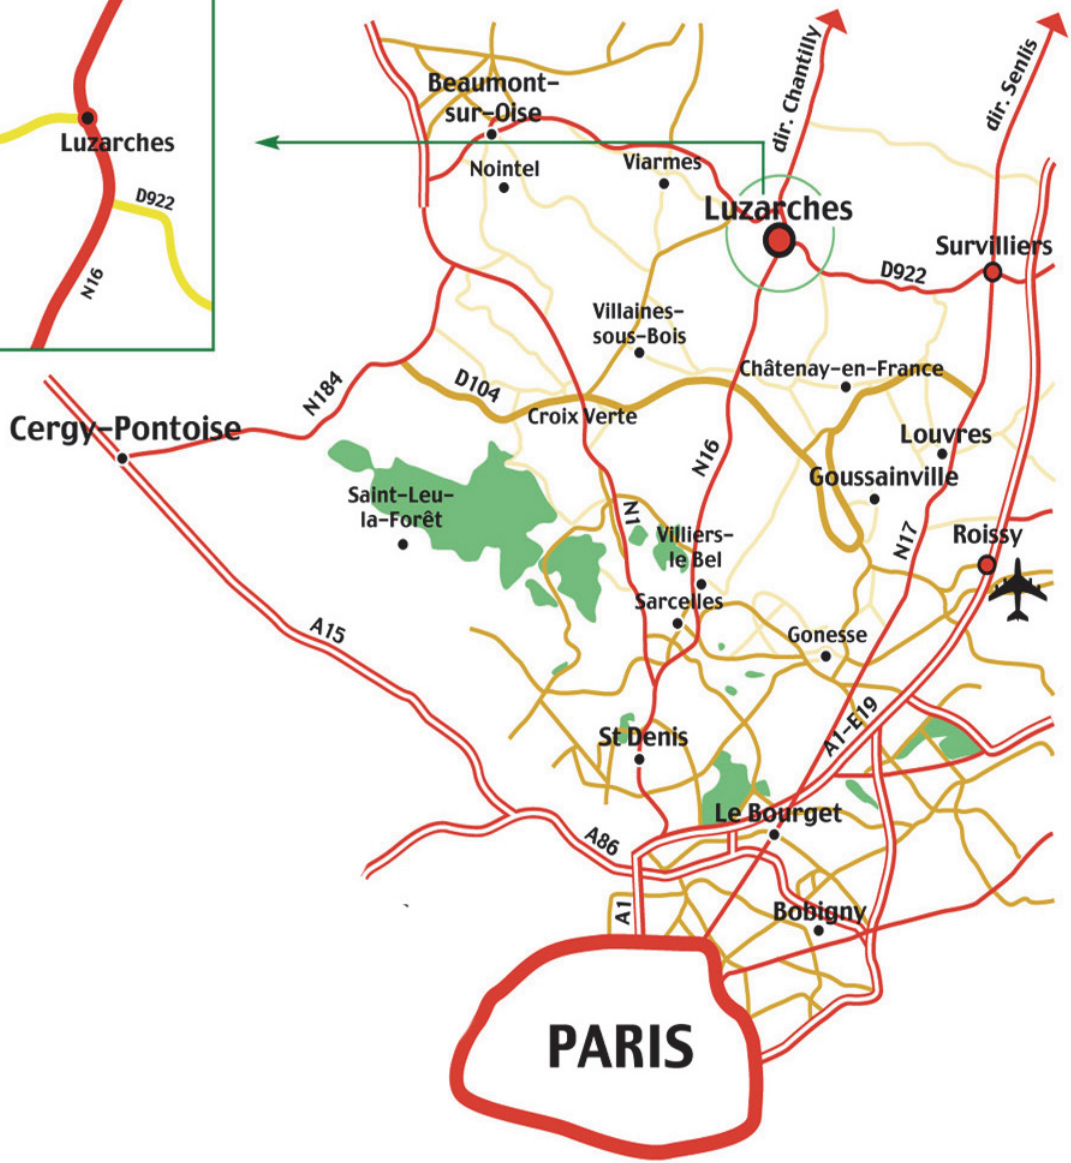 Luzarches
D922
N16
dir. Chantilly
dir. Senlis
Beaumont-
sur-Oise
Nointel
Viarmes
Luzarches
Survilliers
D922
Villaines-
sous-Bois
Châtenay-en-France
N184
D104
Croix Verte
Cergy-Pontoise
N16
Louvres
Goussainville
Saint-Leu-
la-Forêt
N1
Villiers-
le Bel
N17
Roissy
Sarcelles
A15
Gonesse
A1-E19
St Denis
Le Bourget
A86
A1
Bobigny
PARIS